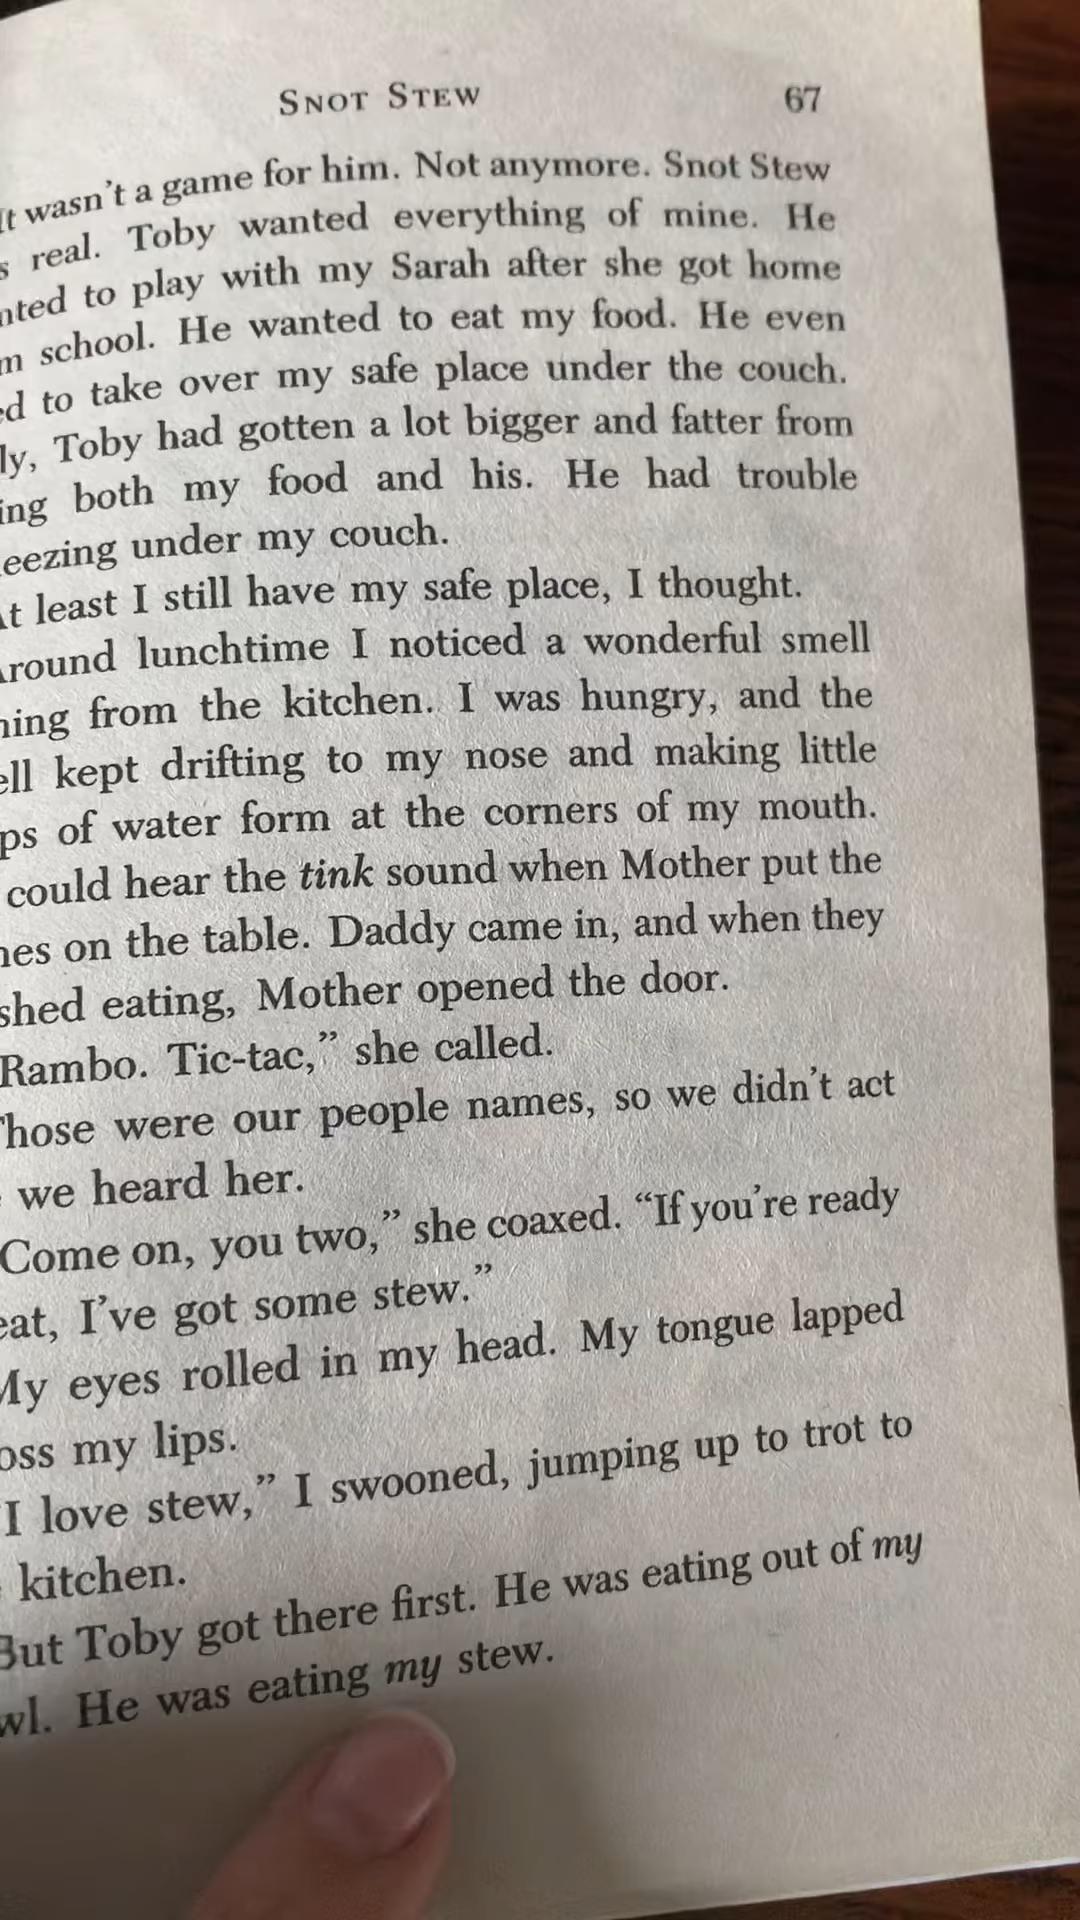 SNOT STEW 67
It wasn't a game for him. Not anymore. Snot Stew
s real. Toby wanted everything of mine. He
nted to play with my Sarah after she got home
m school. He wanted to eat my food. He even
ed to take over my safe place under the couch.
ly, Toby had gotten a lot bigger and fatter from
ing both my food and his. He had trouble
eezing under my couch.
At least I still have my safe place, I thought.
Around lunchtime I noticed a wonderful smell
ning from the kitchen. I was hungry, and the
ell kept drifting to my nose and making little
ps of water form at the corners of my mouth.
could hear the tink sound when Mother put the
hes on the table. Daddy came in, and when they
shed eating, Mother opened the door.
Rambo. Tic-tac,” she called.
Those were our people names, so we didn't act
we heard her.
Come on, you two,” she coaxed. “If you're ready
eat, I've got some stew.”
My eyes rolled in my head. My tongue lapped
oss my lips.
“I love stew,” I swooned, jumping up to trot to
kitchen.
But Toby got there first. He was eating out of my
wl. He was eating my stew.